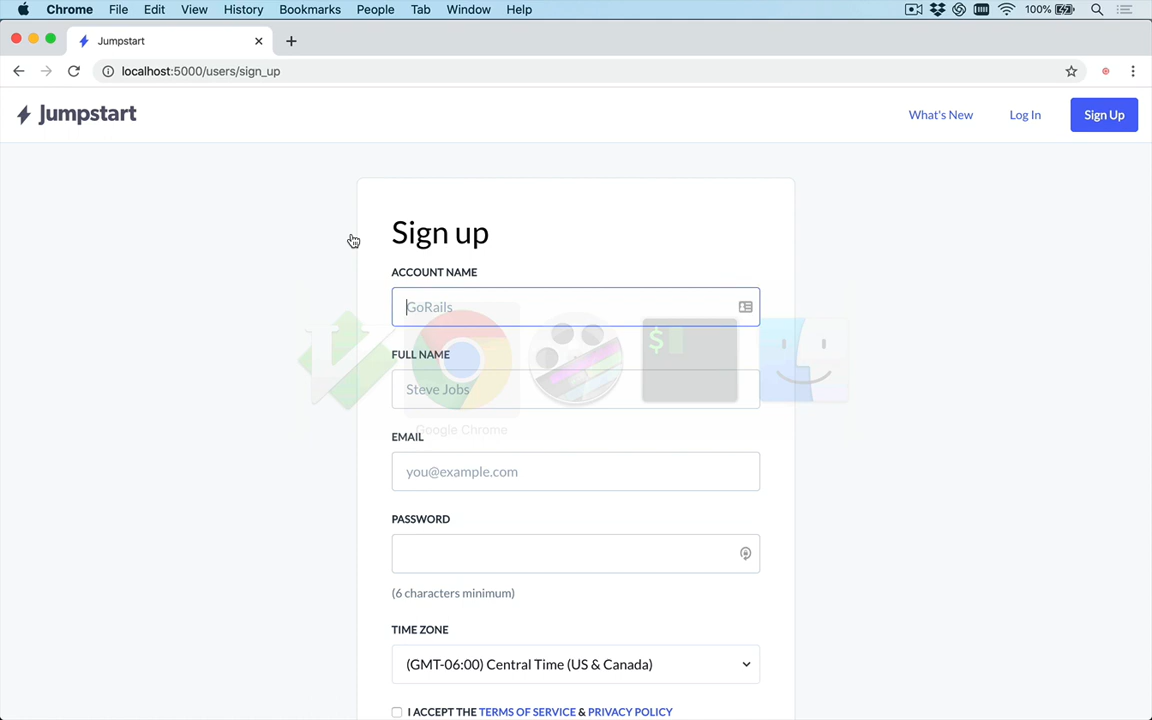 Chrome File Edit View History Bookmarks People Tab Window Help 100%
Jumpstart
localhost:5000/users/sign_up
Jumpstart What's New Log In Sign Up
Sign up
ACCOUNT NAME
GoRails
FULL NAME
$
Steve Jobs
Google Chrome
EMAIL
you@example.com
PASSWORD
(6 characters minimum)
TIME ZONE
(GMT-06:00) Central Time (US & Canada)
I ACCEPT THE TERMS OF SERVICE & PRIVACY POLICY